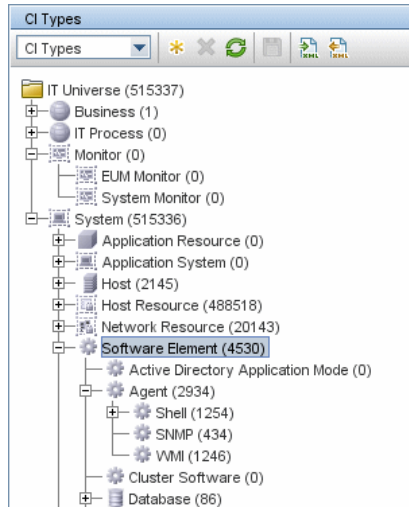 CI Types
CI Types
XML
XML
IT Universe (515337)
Business (1)
IT Process (0)
Monitor (0)
EUM Monitor (0)
System Monitor (0)
System (515336)
Application Resource (0)
Application System (0)
Host (2145)
Host Resource (488518)
Network Resource (20143)
Software Element (4530)
Active Directory Application Mode (0)
Agent (2934)
Shell (1254)
SNMP (434)
WMI (1246)
Cluster Software (0)
Database (86)